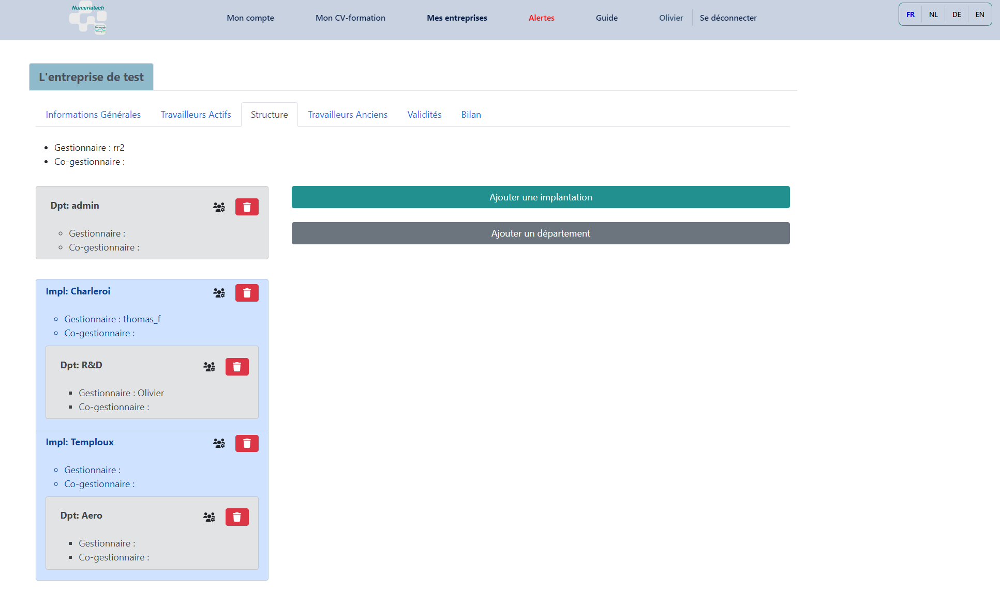 Numeriatech
CPE
Mon compte
Mon CV-formation
Mes entreprises
Alertes
Guide
Olivier
Se déconnecter
FR
NL
DE
EN
L'entreprise de test
Informations Générales
Travailleurs Actifs
Structure
Travailleurs Anciens
Validités
Bilan
Gestionnaire : rr2
Co-gestionnaire :
Dpt: admin
Gestionnaire :
Co-gestionnaire :
Ajouter une implantation
Ajouter un département
Impl: Charleroi
Gestionnaire : thomas_f
Co-gestionnaire :
Dpt: R&D
Gestionnaire : Olivier
Co-gestionnaire :
Impl: Temploux
Gestionnaire :
Co-gestionnaire :
Dpt: Aero
Gestionnaire :
Co-gestionnaire :